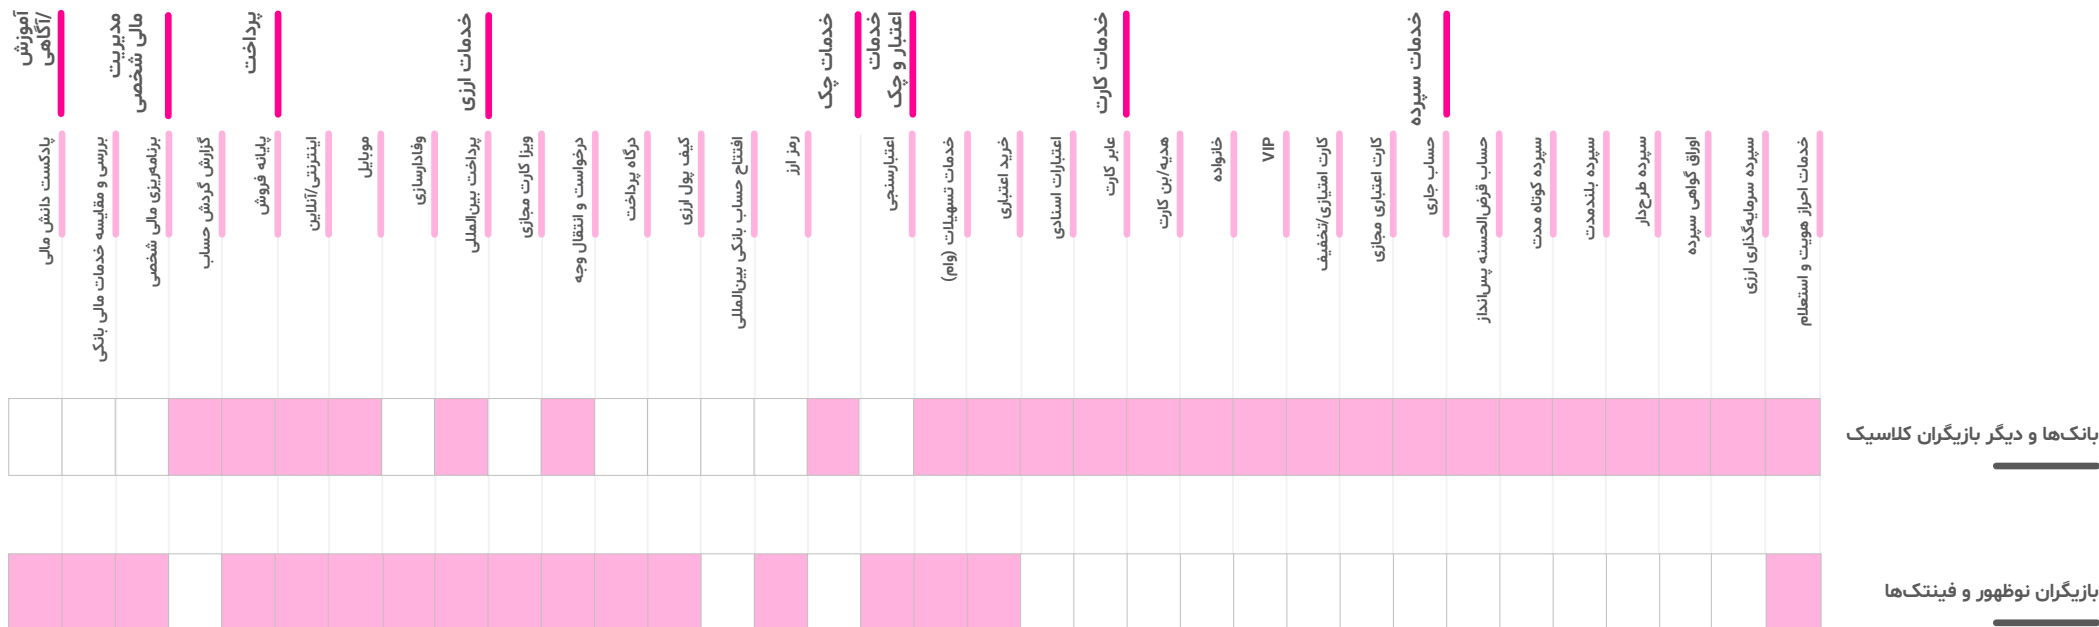 خدمات سپرده
خدمات کارت
خدمات
اعتبار و چک
خدمات چک
خدمات ارزی
پرداخت
مدیریت
مالی شخصی
آموزش
/آگاهی
خدمات احراز هویت و استعلام
سپرده سرمایه‌گذاری ارزی
اوراق گواهی سپرده
سپرده طرح‌دار
سپرده بلندمدت
سپرده کوتاه مدت
حساب قرض‌الحسنه پس‌انداز
حساب جاری
کارت اعتباری مجازی
کارت امتیازی/تخفیف
VIP
خانواده
هدیه/بن کارت
عابر کارت
اعتبارات اسنادی
خرید اعتباری
خدمات تسهیلات (وام)
اعتبارسنجی
رمز ارز
افتتاح حساب بانکی بین‌المللی
کیف پول ارزی
درگاه پرداخت
درخواست و انتقال وجه
ویزا کارت مجازی
پرداخت بین‌المللی
وفادارسازی
موبایل
اینترنتی/آنلاین
پایانه فروش
گزارش گردش حساب
برنامه‌ریزی مالی شخصی
بررسی و مقایسه خدمات مالی بانکی
پادکست دانش مالی
بانک‌ها و دیگر بازیگران کلاسیک
بازیگران نوظهور و فینتک‌ها